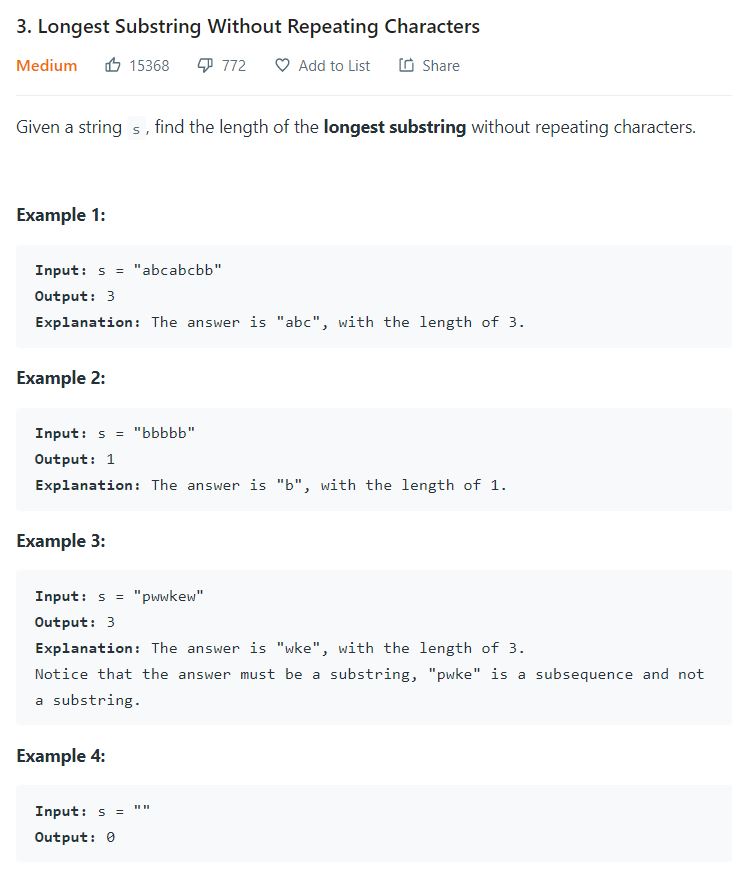 3. Longest Substring Without Repeating Characters
Medium 15368 772 Add to List Share
Given a string s , find the length of the longest substring without repeating characters.
Example 1:
Input: s = "abcabcbb"
Output: 3
Explanation: The answer is "abc", with the length of 3.
Example 2:
Input: s = "bbbbb"
Output: 1
Explanation: The answer is "b", with the length of 1.
Example 3:
Input: s = "pwwkew"
Output: 3
Explanation: The answer is "wke", with the length of 3.
Notice that the answer must be a substring, "pwke" is a subsequence and not
a substring.
Example 4:
Input: s = ""
Output: 0